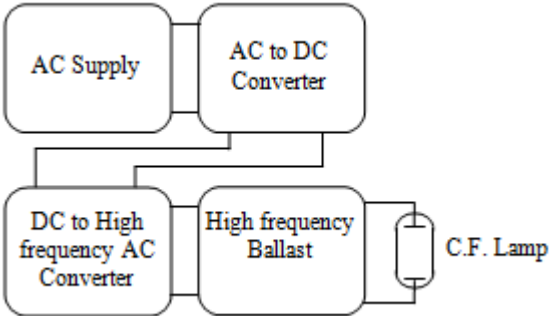 AC Supply
AC to DC
Converter
DC to High
frequency AC
Converter
High frequency
Ballast
C.F. Lamp